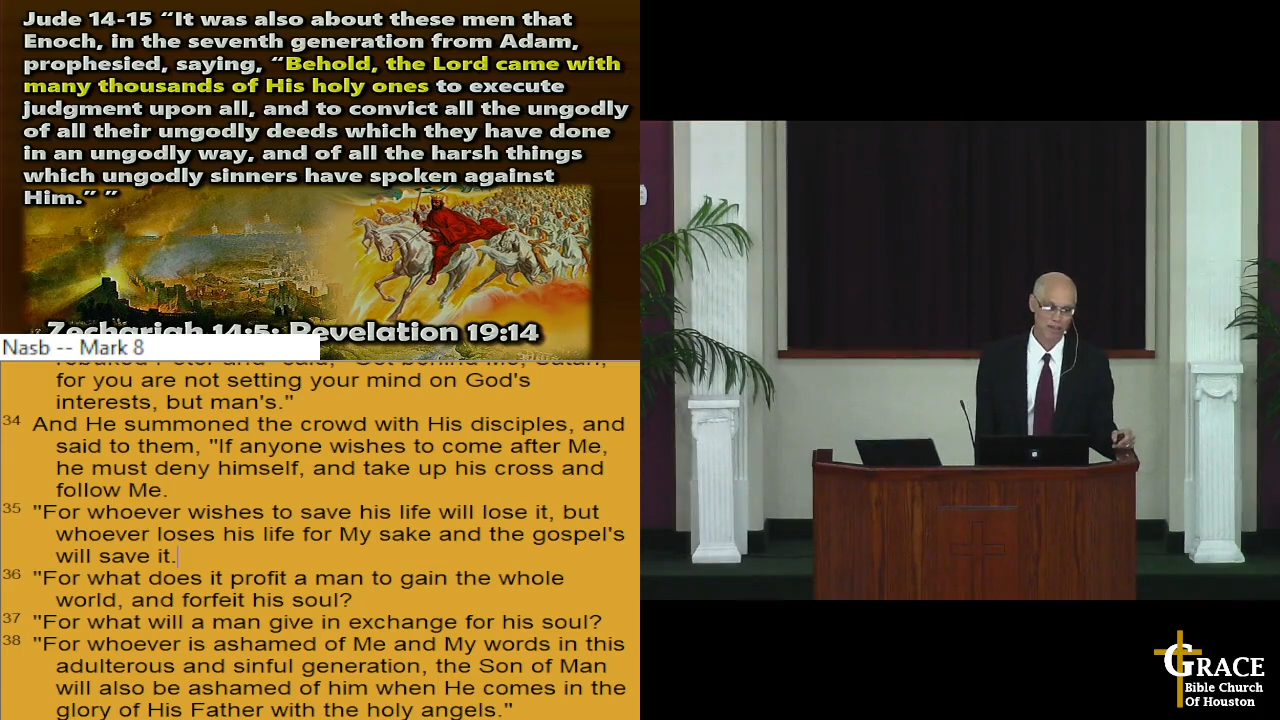 Jude 14-15 “It was also about these men that
Enoch, in the seventh generation from Adam,
prophesied, saying, “Behold, the Lord came with
many thousands of His holy ones to execute
judgment upon all, and to convict all the ungodly
of all their ungodly deeds which they have done
in an ungodly way, and of all the harsh things
which ungodly sinners have spoken against
Him.” ”
Zechariah 14:5; Revelation 19:14
Nasb -- Mark 8
for you are not setting your mind on God's
interests, but man's."
34 And He summoned the crowd with His disciples, and
said to them, "If anyone wishes to come after Me,
he must deny himself, and take up his cross and
follow Me.
35 "For whoever wishes to save his life will lose it, but
whoever loses his life for My sake and the gospel's
will save it.
36 "For what does it profit a man to gain the whole
world, and forfeit his soul?
37 "For what will a man give in exchange for his soul?
38 "For whoever is ashamed of Me and My words in this
adulterous and sinful generation, the Son of Man
will also be ashamed of him when He comes in the
glory of His Father with the holy angels."
GRACE
Bible Church
Of Houston